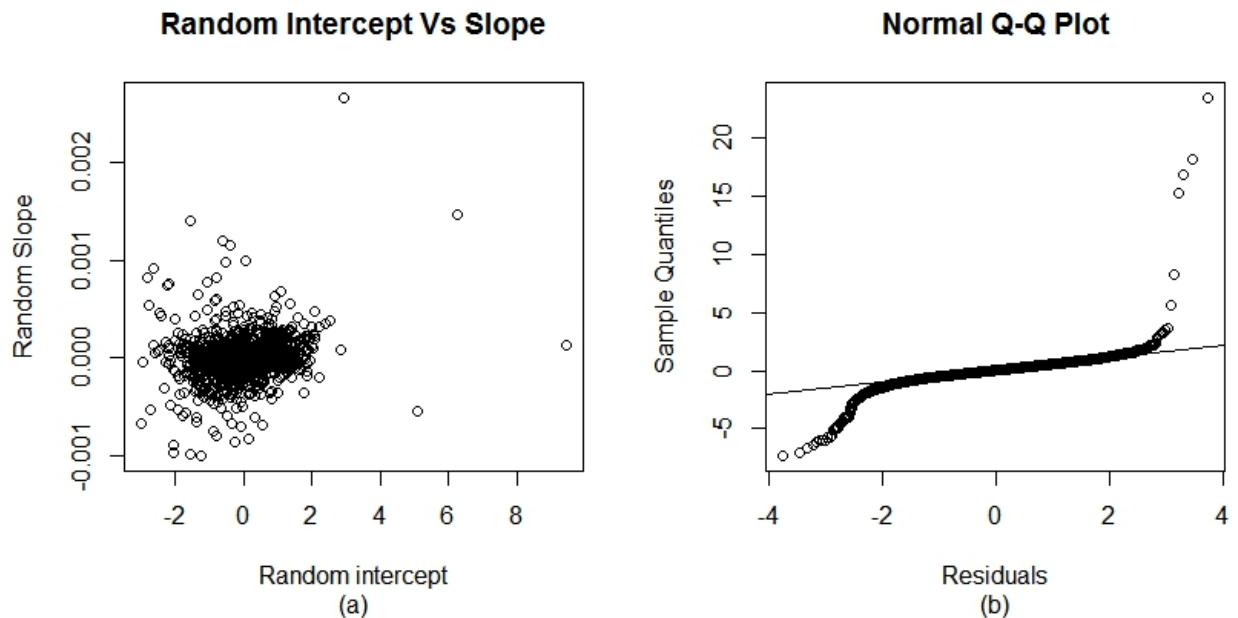 Random Intercept Vs Slope
Random Slope
0.002
0.001
0.000
-0.001
-2 0 2 4 6 8
Random intercept
(a)
Normal Q-Q Plot
Sample Quantiles
20
15
10
5
0
-5
-4 -2 0 2 4
Residuals
(b)